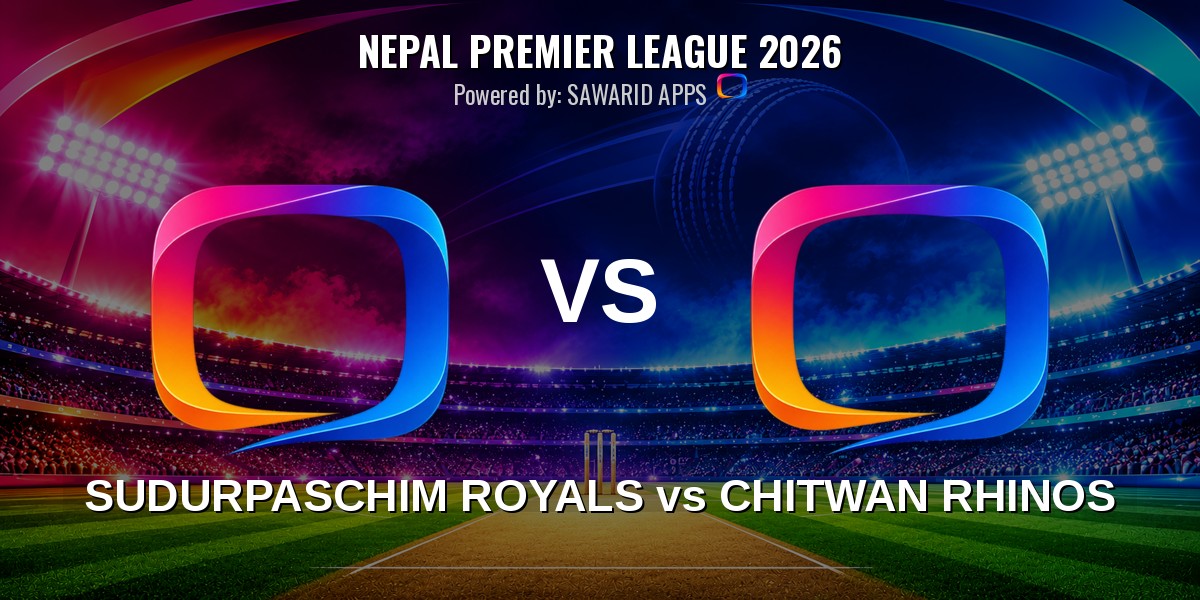 NEPAL PREMIER LEAGUE 2026
Powered by: SAWARID APPS
VS
SUDURPASCHIM ROYALS vs CHITWAN RHINOS